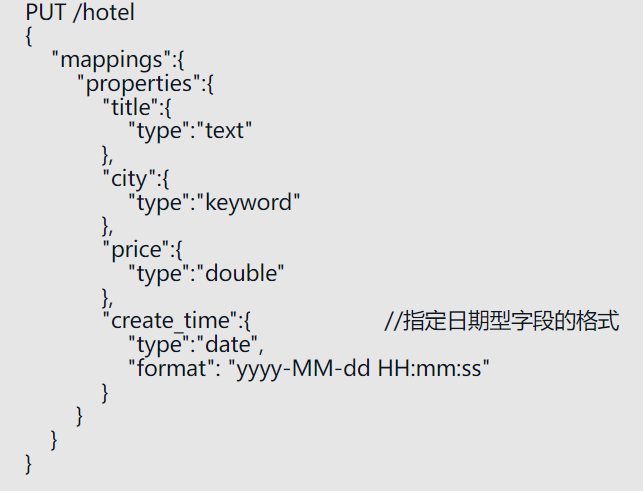 PUT /hotel
{
"mappings":{
"properties":{
"title":{
"type":"text"
},
"city":{
"type":"keyword"
},
"price":{
"type":"double"
},
"create_time":{ //指定日期型字段的格式
"type":"date",
"format": "yyyy-MM-dd HH:mm:ss"
}
}
}
}